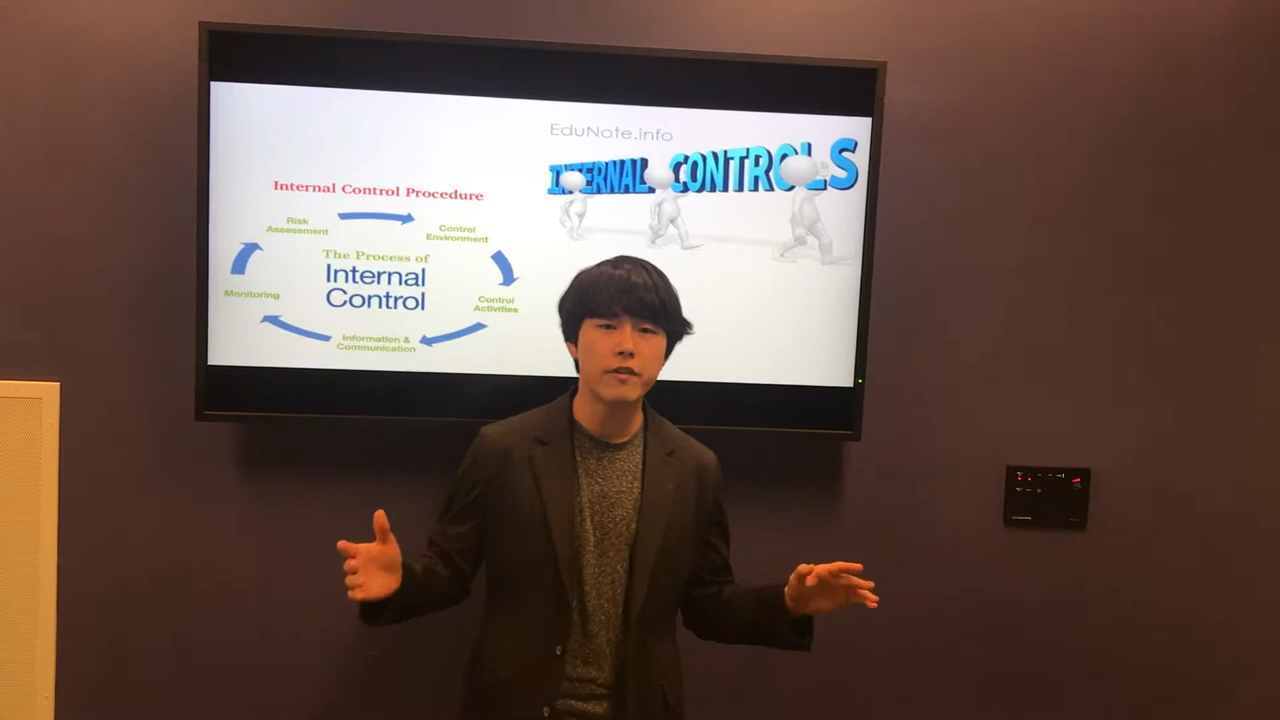 EduNote.info
INTERNAL CONTROLS
Internal Control Procedure
Risk
Assessment
Control
Environment
The Process of
Internal
Control
Monitoring
Control
Activities
Information &
Communication